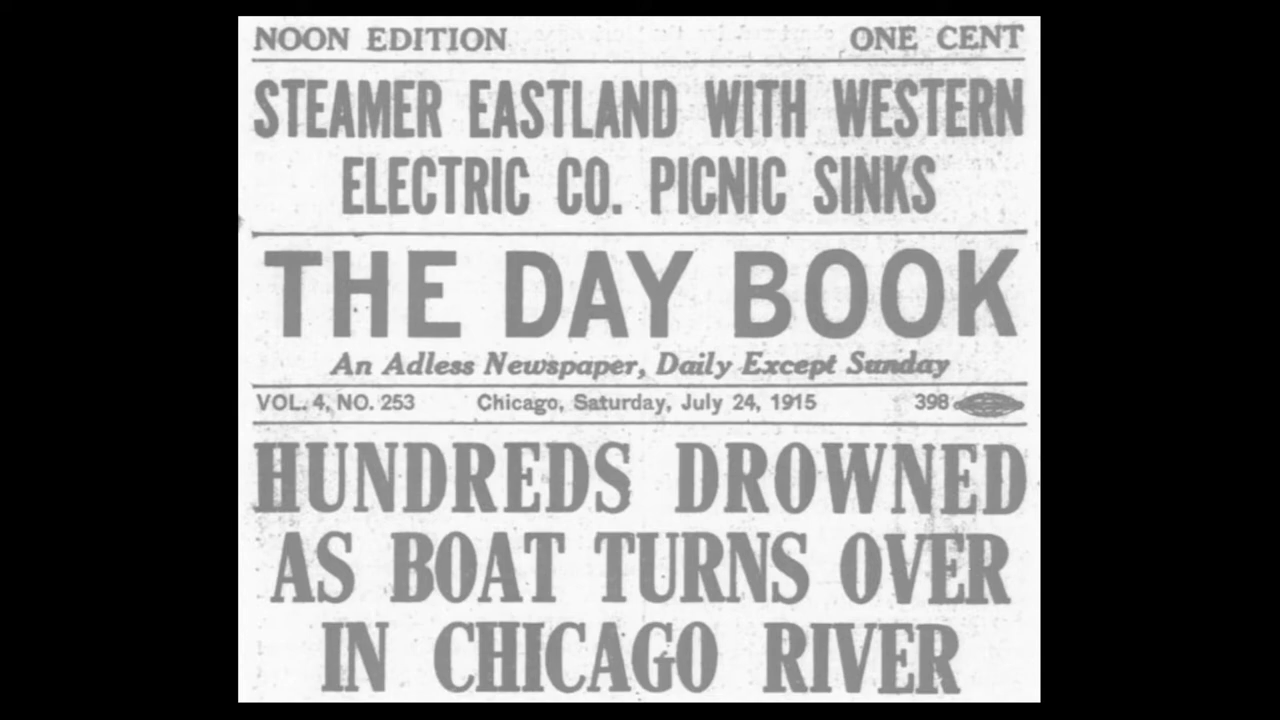 NOON EDITION ONE CENT
STEAMER EASTLAND WITH WESTERN
ELECTRIC CO. PICNIC SINKS
THE DAY BOOK
An Adless Newspaper, Daily Except Sunday
VOL. 4, NO. 253 Chicago, Saturday, July 24, 1915 398
HUNDREDS DROWNED
AS BOAT TURNS OVER
IN CHICAGO RIVER